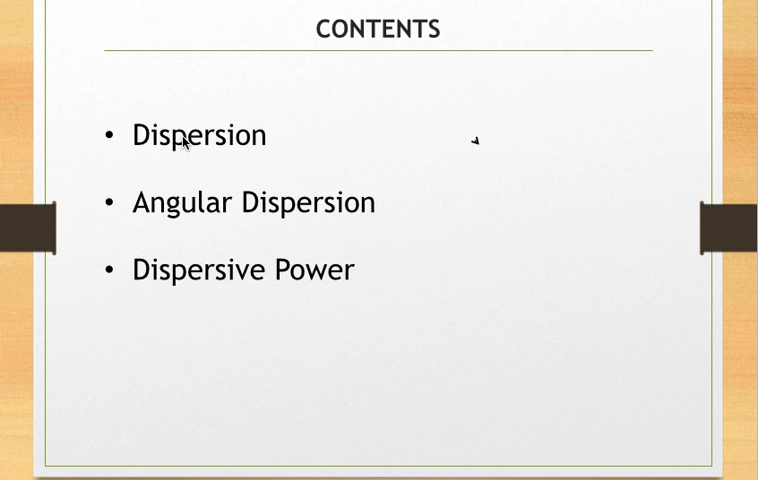 CONTENTS
• Dispersion
• Angular Dispersion
• Dispersive Power